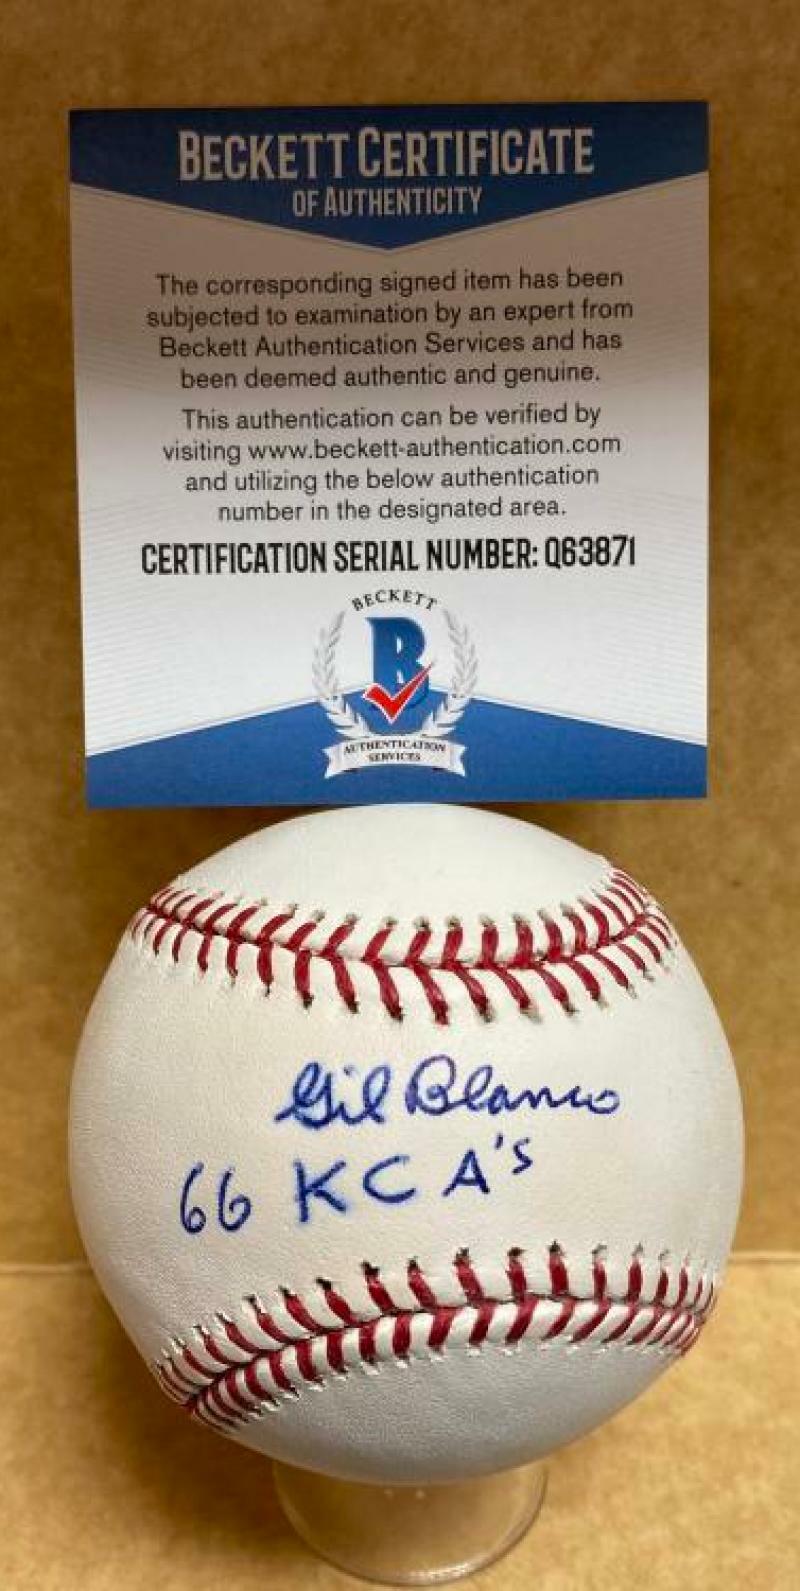 BECKETT CERTIFICATE
OF AUTHENTICITY
The corresponding signed item has been
subjected to examination by an expert from
Beckett Authentication Services and has
been deemed authentic and genuine.
This authentication can be verified by
visiting www.beckett-authentication.com
and utilizing the below authentication
number in the designated area.
CERTIFICATION SERIAL NUMBER: Q63871
BECKETT
B
AUTHENTICATION
SERVICES
Gil Blanco
66 KC A's